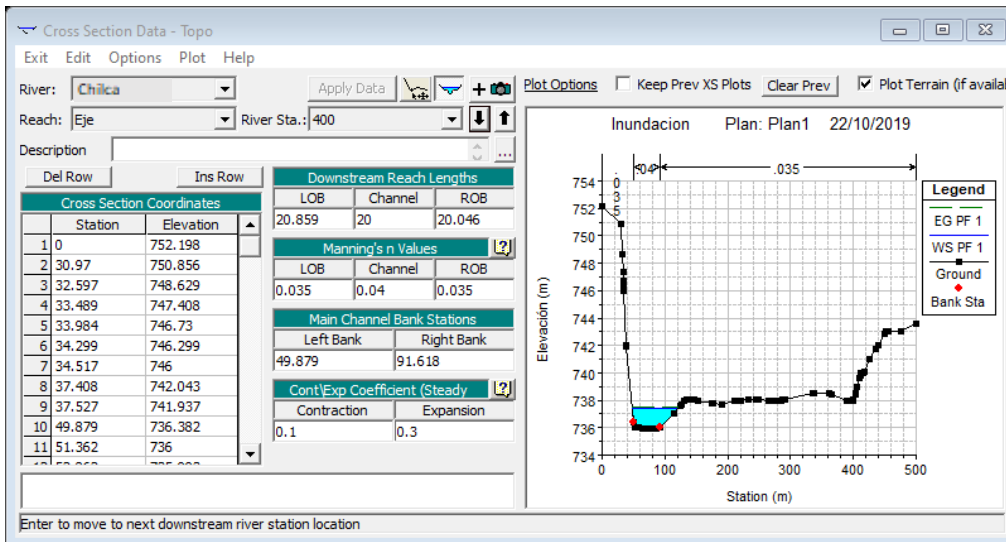 Cross Section Data - Topo
Exit Edit Options Plot Help
River: Chilca Apply Data Plot Options Keep Prev XS Plots Clear Prev Plot Terrain (if availal
Reach: Eje River Sta.: 400
Description ...
Del Row Ins Row
Cross Section Coordinates
Station Elevation
1 0 752.198
2 30.97 750.856
3 32.597 748.629
4 33.489 747.408
5 33.984 746.73
6 34.299 746.299
7 34.517 746
8 37.408 742.043
9 37.527 741.937
10 49.879 736.382
11 51.362 736
Downstream Reach Lengths
LOB Channel ROB
20.859 20 20.046
Manning's n Values
LOB Channel ROB
0.035 0.04 0.035
Main Channel Bank Stations
Left Bank Right Bank
49.879 91.618
Cont\Exp Coefficient (Steady
Contraction Expansion
0.1 0.3
Inundacion Plan: Plan1 22/10/2019
.035 .04 .035
754
752
750
748
746
744
742
740
738
736
734
Elevación (m)
0 100 200 300 400 500
Station (m)
Legend
EG PF 1
WS PF 1
Ground
Bank Sta
Enter to move to next downstream river station location